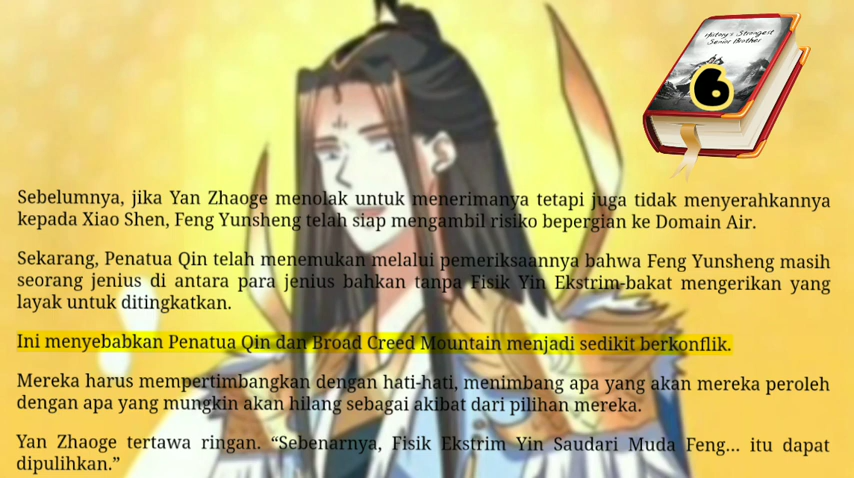 History's Strongest
Senior Brother
6
Sebelumnya, jika Yan Zhaoge menolak untuk menerimanya tetapi juga tidak menyerahkannya
kepada Xiao Shen, Feng Yunsheng telah siap mengambil risiko bepergian ke Domain Air.
Sekarang, Penatua Qin telah menemukan melalui pemeriksaannya bahwa Feng Yunsheng masih
seorang jenius di antara para jenius bahkan tanpa Fisik Yin Ekstrim-bakat mengerikan yang
layak untuk ditingkatkan.
Ini menyebabkan Penatua Qin dan Broad Creed Mountain menjadi sedikit berkonflik.
Mereka harus mempertimbangkan dengan hati-hati, menimbang apa yang akan mereka peroleh
dengan apa yang mungkin akan hilang sebagai akibat dari pilihan mereka.
Yan Zhaoge tertawa ringan. “Sebenarnya, Fisik Ekstrim Yin Saudari Muda Feng… itu dapat
dipulihkan.”